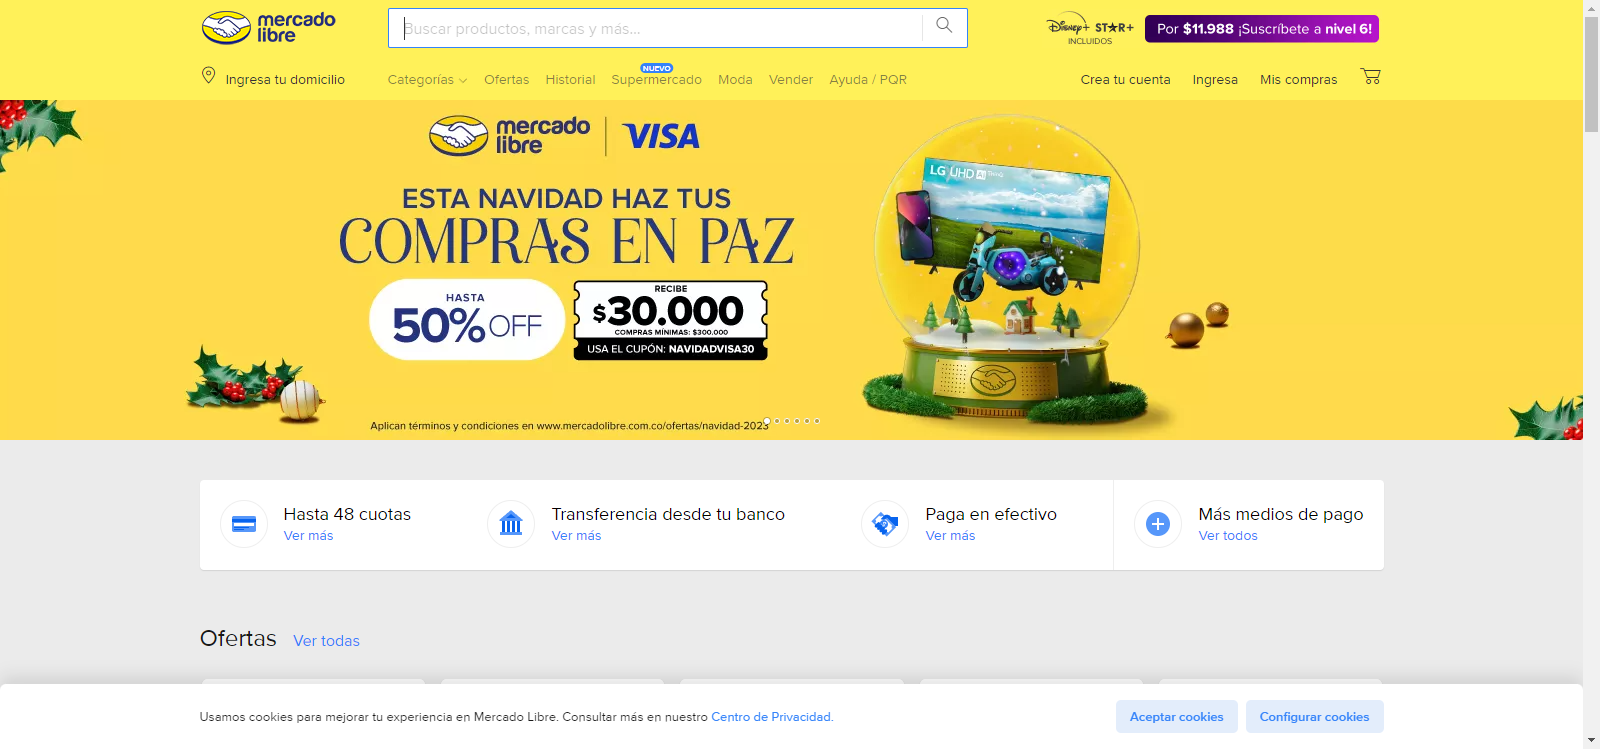 mercado libre
Buscar productos, marcas y más...
Disney+ STAR+
INCLUIDOS
Por $11.988 ¡Suscríbete a nivel 6!
Ingresa tu domicilio
Categorías
Ofertas
Historial
NUEVO
Supermercado
Moda
Vender
Ayuda / PQR
Crea tu cuenta
Ingresa
Mis compras
mercado libre
VISA
ESTA NAVIDAD HAZ TUS
COMPRAS EN PAZ
HASTA
50% OFF
RECIBE
$30.000
COMPRAS MÍNIMAS: $300.000
USA EL CUPÓN: NAVIDADVISA30
LG UHD AI ThinQ
Aplican términos y condiciones en www.mercadolibre.com.co/ofertas/navidad-2023
Hasta 48 cuotas
Ver más
Transferencia desde tu banco
Ver más
Paga en efectivo
Ver más
Más medios de pago
Ver todos
Ofertas
Ver todas
Usamos cookies para mejorar tu experiencia en Mercado Libre. Consultar más en nuestro Centro de Privacidad.
Aceptar cookies
Configurar cookies